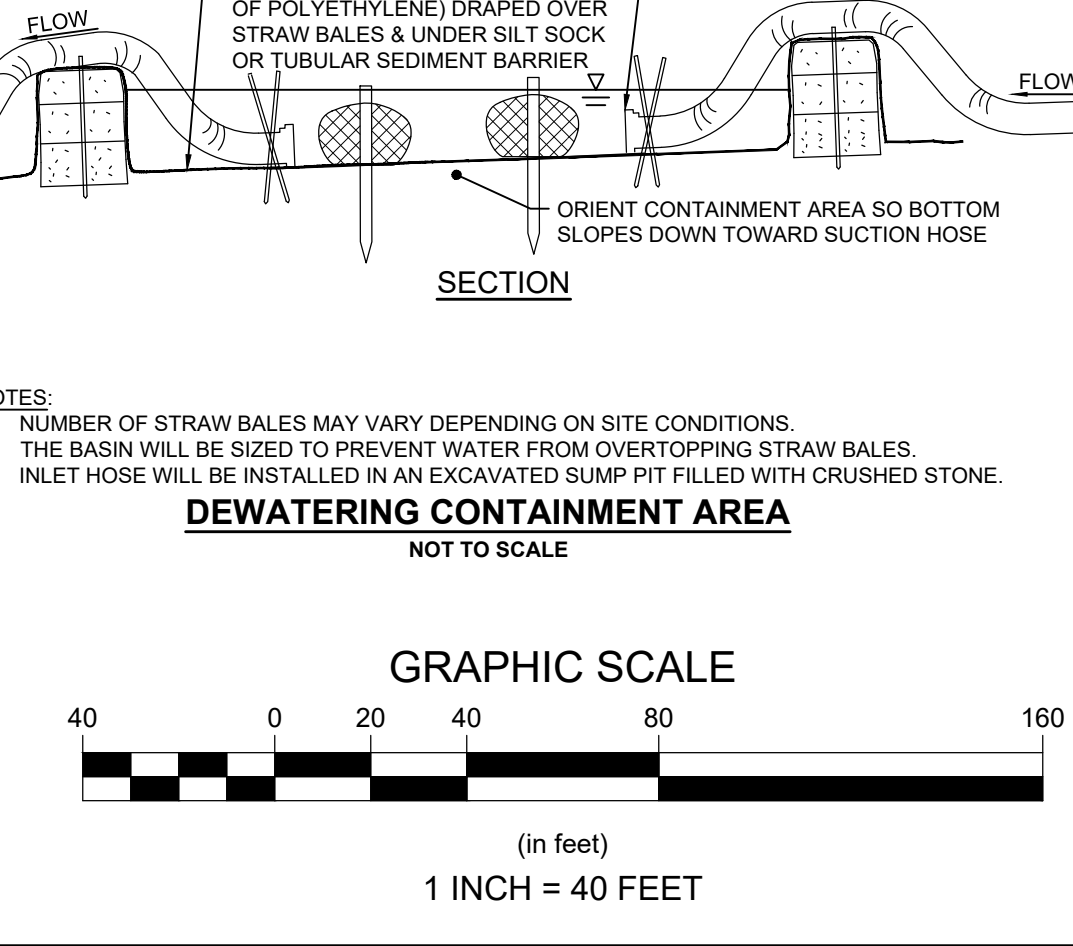 OF POLYETHYLENE) DRAPED OVER
STRAW BALES & UNDER SILT SOCK
OR TUBULAR SEDIMENT BARRIER
FLOW
FLOW
ORIENT CONTAINMENT AREA SO BOTTOM
SLOPES DOWN TOWARD SUCTION HOSE
SECTION
OTES:
NUMBER OF STRAW BALES MAY VARY DEPENDING ON SITE CONDITIONS.
THE BASIN WILL BE SIZED TO PREVENT WATER FROM OVERTOPPING STRAW BALES.
INLET HOSE WILL BE INSTALLED IN AN EXCAVATED SUMP PIT FILLED WITH CRUSHED STONE.
DEWATERING CONTAINMENT AREA
NOT TO SCALE
GRAPHIC SCALE
40 0 20 40 80 160
(in feet)
1 INCH = 40 FEET